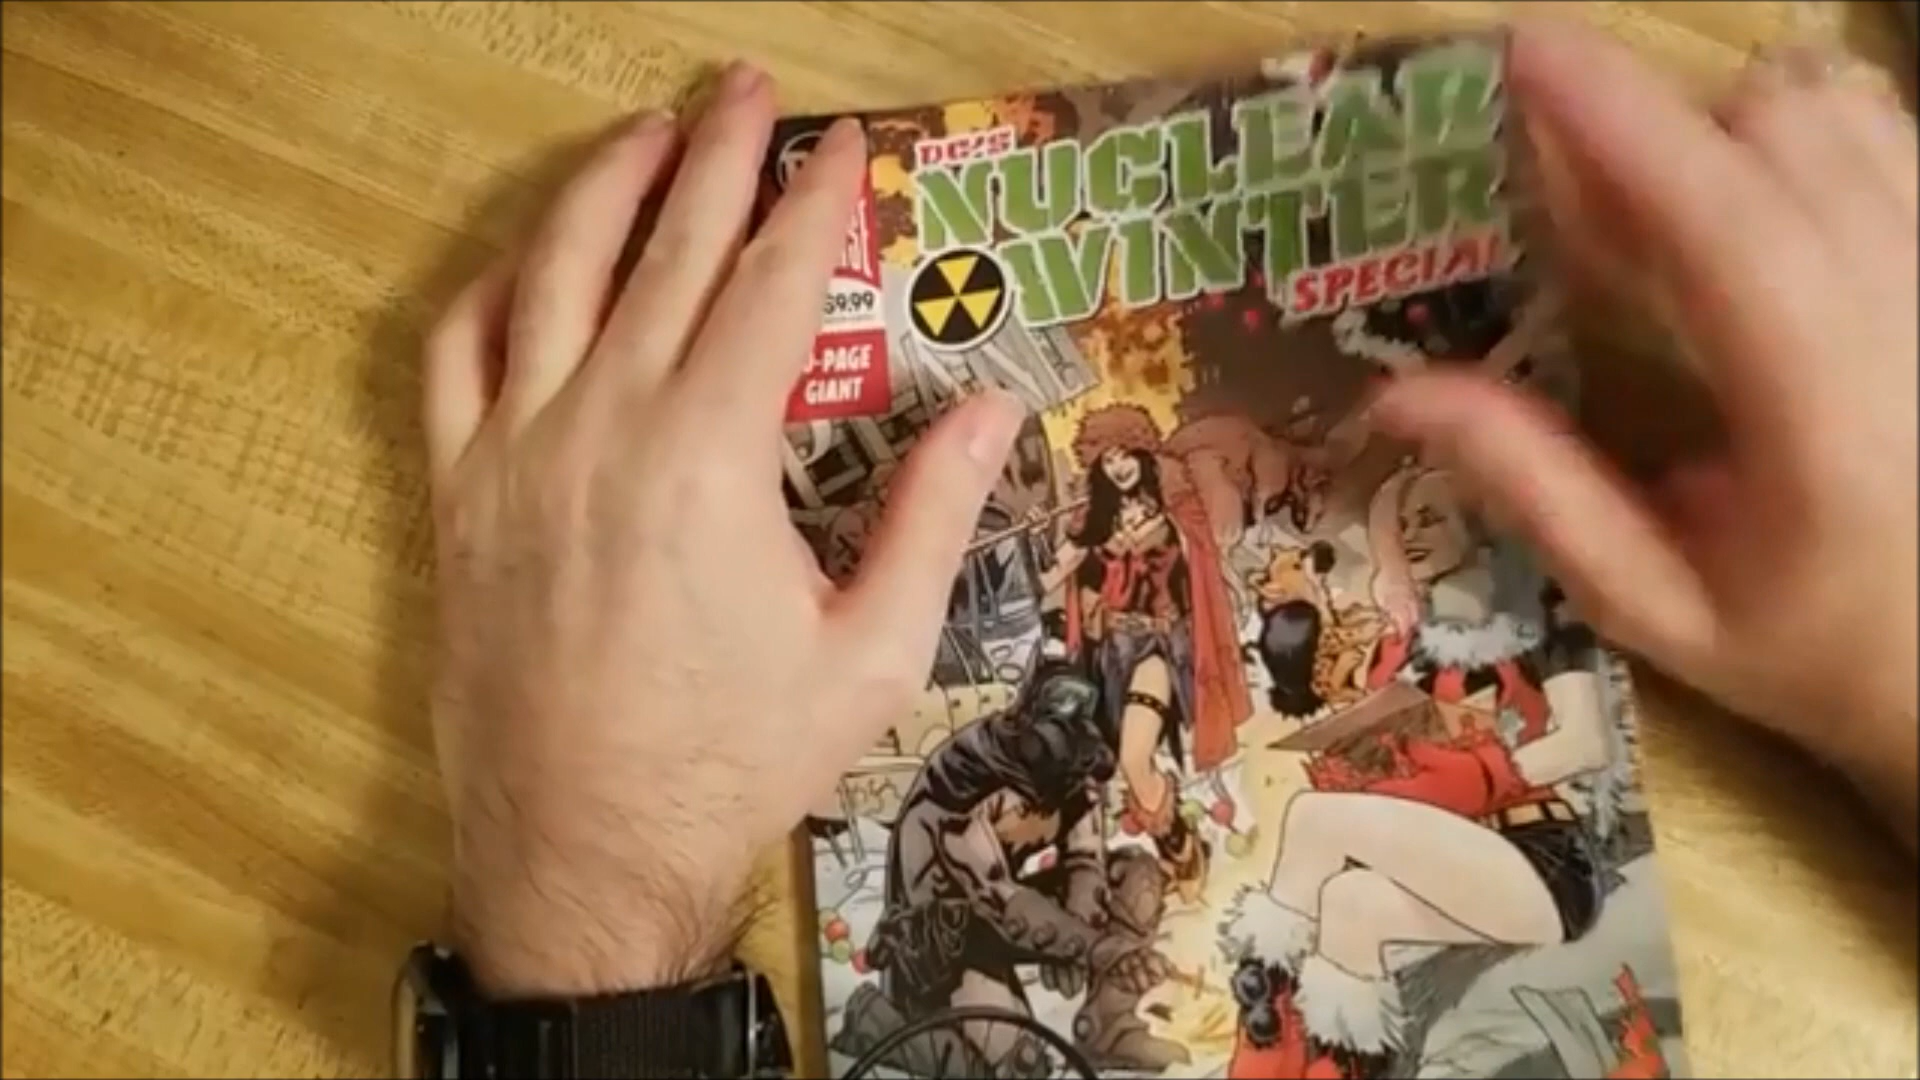 DC'S
NUCLEAR
WINTER
SPECIAL
$9.99
-PAGE
GIANT